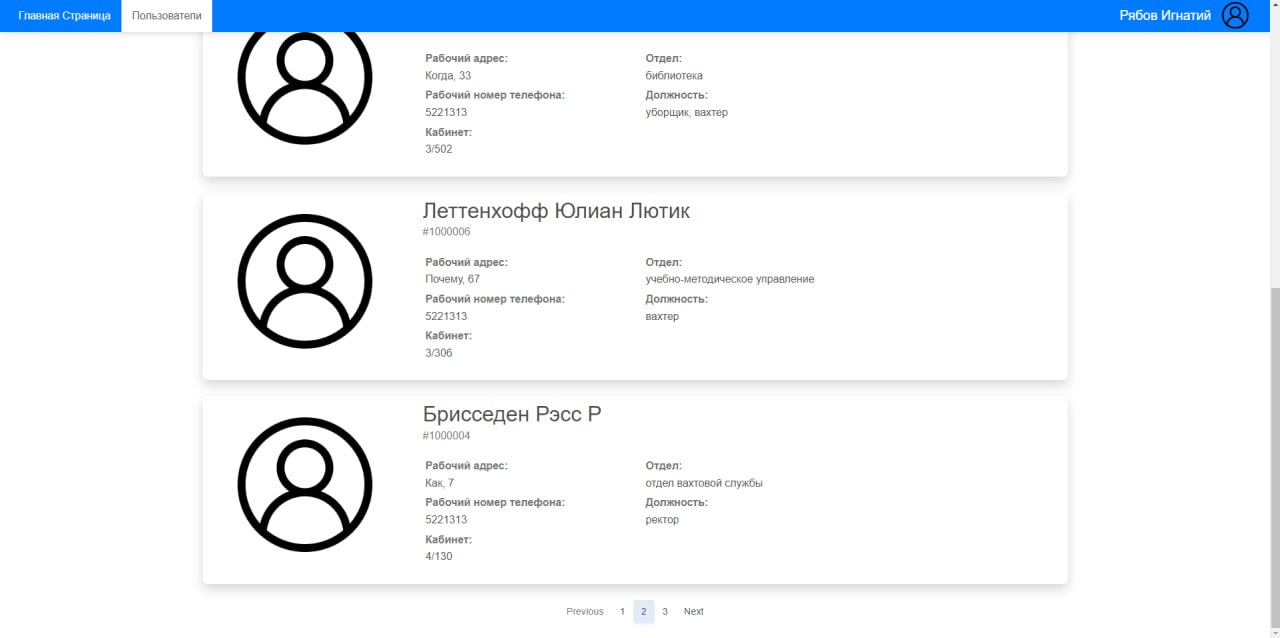 Главная Страница Пользователи Рябов Игнатий
Рабочий адрес: Отдел:
Когда, 33 библиотека
Рабочий номер телефона: Должность:
5221313 уборщик, вахтер
Кабинет:
3/502
Леттенхофф Юлиан Лютик
#1000006
Рабочий адрес: Отдел:
Почему, 67 учебно-методическое управление
Рабочий номер телефона: Должность:
5221313 вахтер
Кабинет:
3/306
Брисседен Рэсс Р
#1000004
Рабочий адрес: Отдел:
Как, 7 отдел вахтовой службы
Рабочий номер телефона: Должность:
5221313 ректор
Кабинет:
4/130
Previous 1 2 3 Next